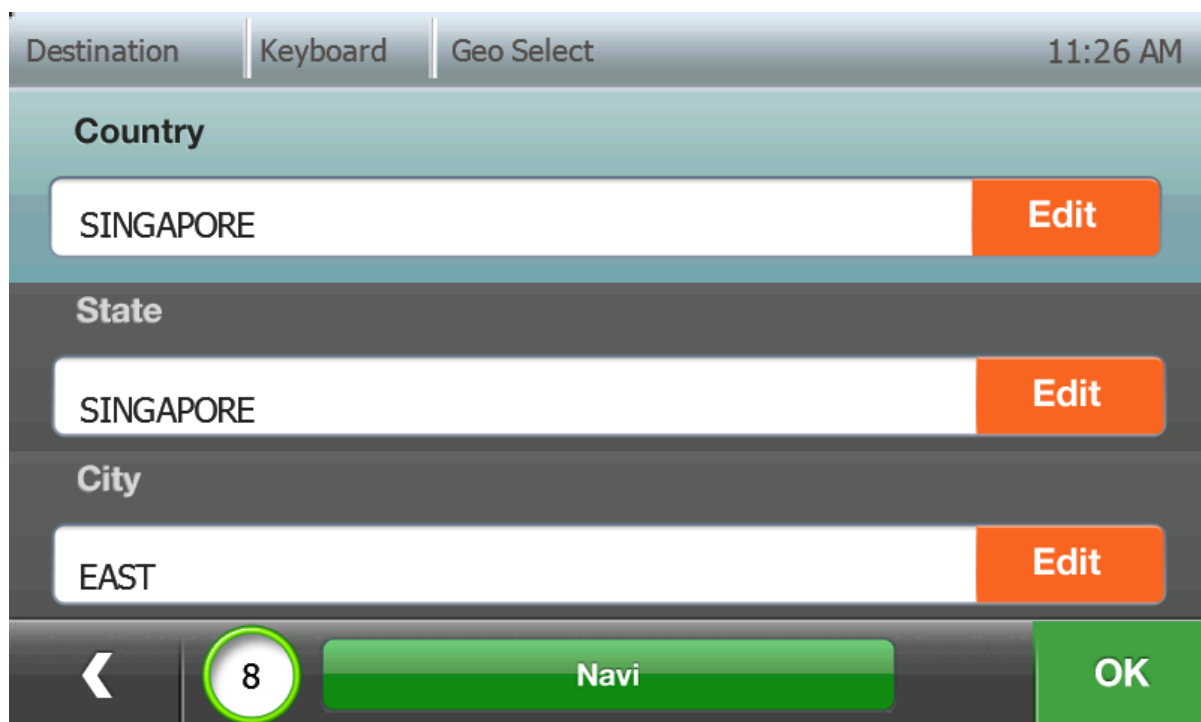 Destination Keyboard Geo Select 11:26 AM
Country
SINGAPORE Edit
State
SINGAPORE Edit
City
EAST Edit
8 Navi OK